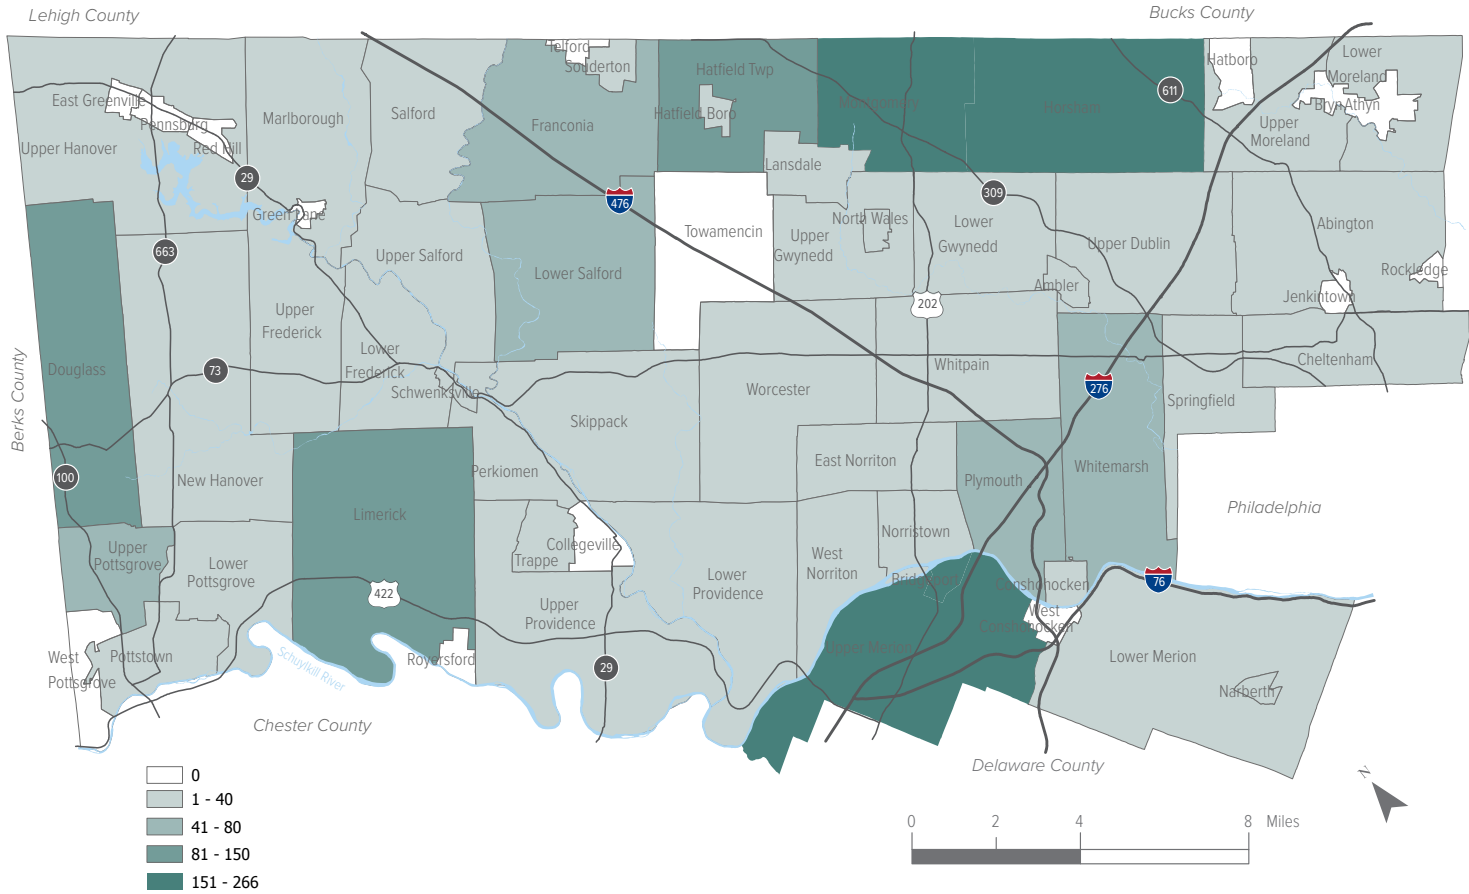 Lehigh County
Bucks County
Telford
Souderton
Hatfield Twp
Hatboro
Lower
Moreland
Bryn Athyn
East Greenville
Pennsburg
Red Hill
Upper Hanover
Marlborough
Salford
Franconia
Hatfield Boro
Montgomery
Horsham
611
Upper
Moreland
Lansdale
29
476
309
Green Lane
Towamencin
North Wales
Upper
Gwynedd
Lower
Gwynedd
Upper Dublin
Abington
663
Upper Salford
Lower Salford
Rockledge
Ambler
Jenkintown
202
Upper
Frederick
Lower
Frederick
Schwenksville
Berks County
Douglass
73
Worcester
Whitpain
276
Cheltenham
Springfield
Skippack
100
New Hanover
Perkiomen
East Norriton
Plymouth
Whitemarsh
Philadelphia
Limerick
Norristown
Upper
Pottsgrove
Lower
Pottsgrove
Trappe
Collegeville
West
Norriton
Bridgeport
Conshohocken
76
422
Lower
Providence
Upper
Providence
West
Conshohocken
West
Pottsgrove
Pottstown
Royersford
29
Upper Merion
Lower Merion
Narberth
Schuylkill River
Chester County
Delaware County
0
1 - 40
41 - 80
81 - 150
151 - 266
N
0 2 4 8 Miles